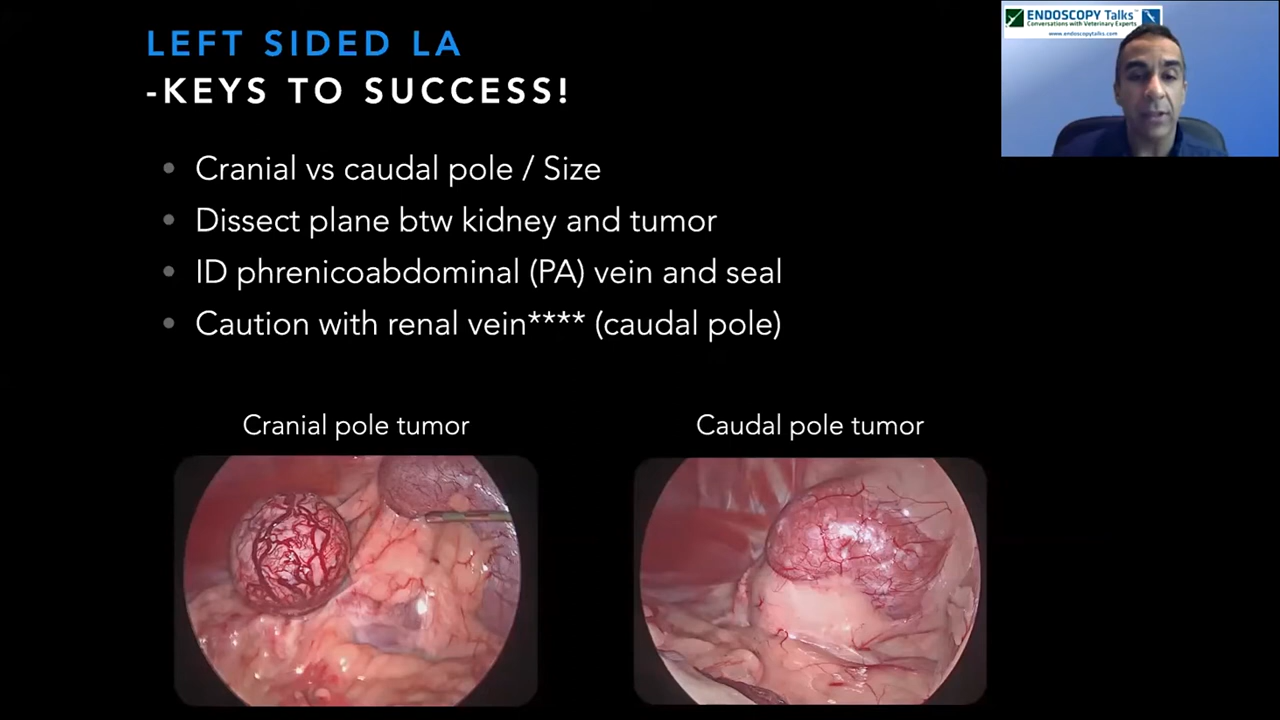 LEFT SIDED LA
-KEYS TO SUCCESS!
• Cranial vs caudal pole / Size
• Dissect plane btw kidney and tumor
• ID phrenicoabdominal (PA) vein and seal
• Caution with renal vein**** (caudal pole)
Cranial pole tumor
Caudal pole tumor
ENDOSCOPY Talks™
Conversations with Veterinary Experts
www.endoscopytalks.com